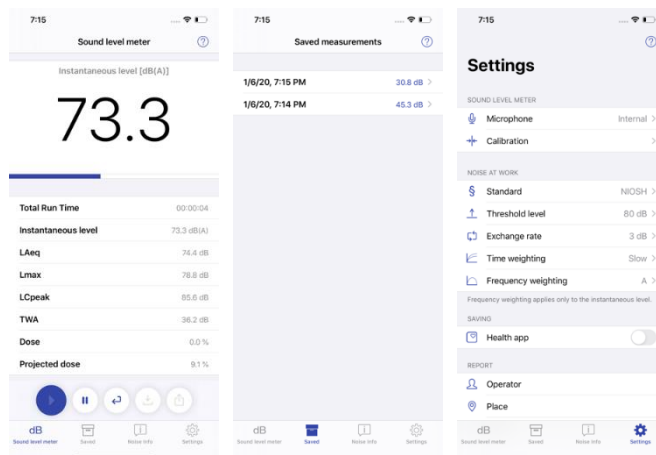 7:15
Sound level meter
Instantaneous level [dB(A)]
73.3
Total Run Time 00:00:04
Instantaneous level 73.3 dB(A)
LAeq 74.4 dB
Lmax 78.8 dB
LCpeak 85.6 dB
TWA 36.2 dB
Dose 0.0 %
Projected dose 9.1 %
dB
Sound level meter Saved Noise Info Settings
7:15
Saved measurements
1/6/20, 7:15 PM 30.8 dB
1/6/20, 7:14 PM 45.3 dB
dB
Sound level meter Saved Noise Info Settings
7:15
Settings
SOUND LEVEL METER
Microphone Internal
Calibration
NOISE AT WORK
Standard NIOSH
Threshold level 80 dB
Exchange rate 3 dB
Time weighting Slow
Frequency weighting A
Frequency weighting applies only to the instantaneous level.
SAVING
Health app
REPORT
Operator
Place
dB
Sound level meter Saved Noise Info Settings